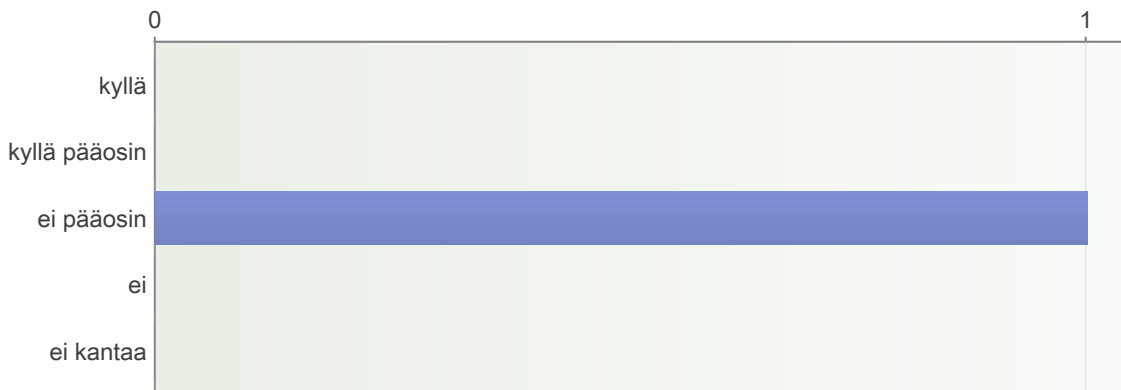 0 1
kyllä
kyllä pääosin
ei pääosin
ei
ei kantaa